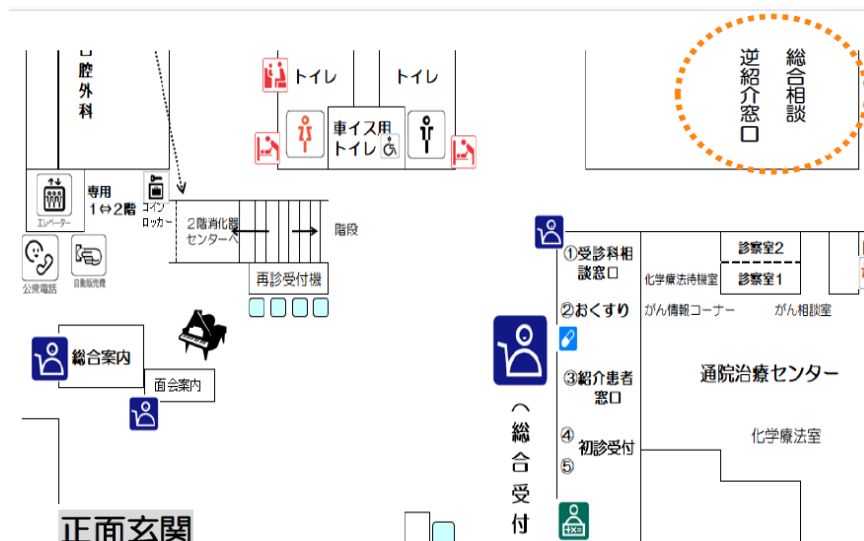 口腔外科
トイレ
トイレ
車イス用
トイレ
総合相談
逆紹介窓口
エレベーター
専用
1⇔2階
コイン
ロッカー
2階消化器
センターへ
階段
公衆電話
自動販売機
再診受付機
総合案内
面会案内
正面玄関
︵総合受付
①受診科相
談窓口
②おくすり
③紹介患者
窓口
④
⑤
初診受付
診察室2
診察室1
化学療法待機室
がん情報コーナー
がん相談室
通院治療センター
化学療法室